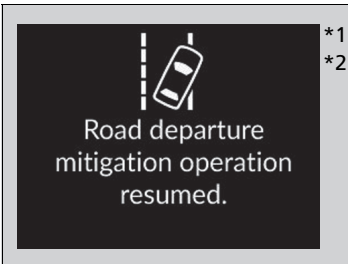 *1
*2
Road departure
mitigation operation
resumed.